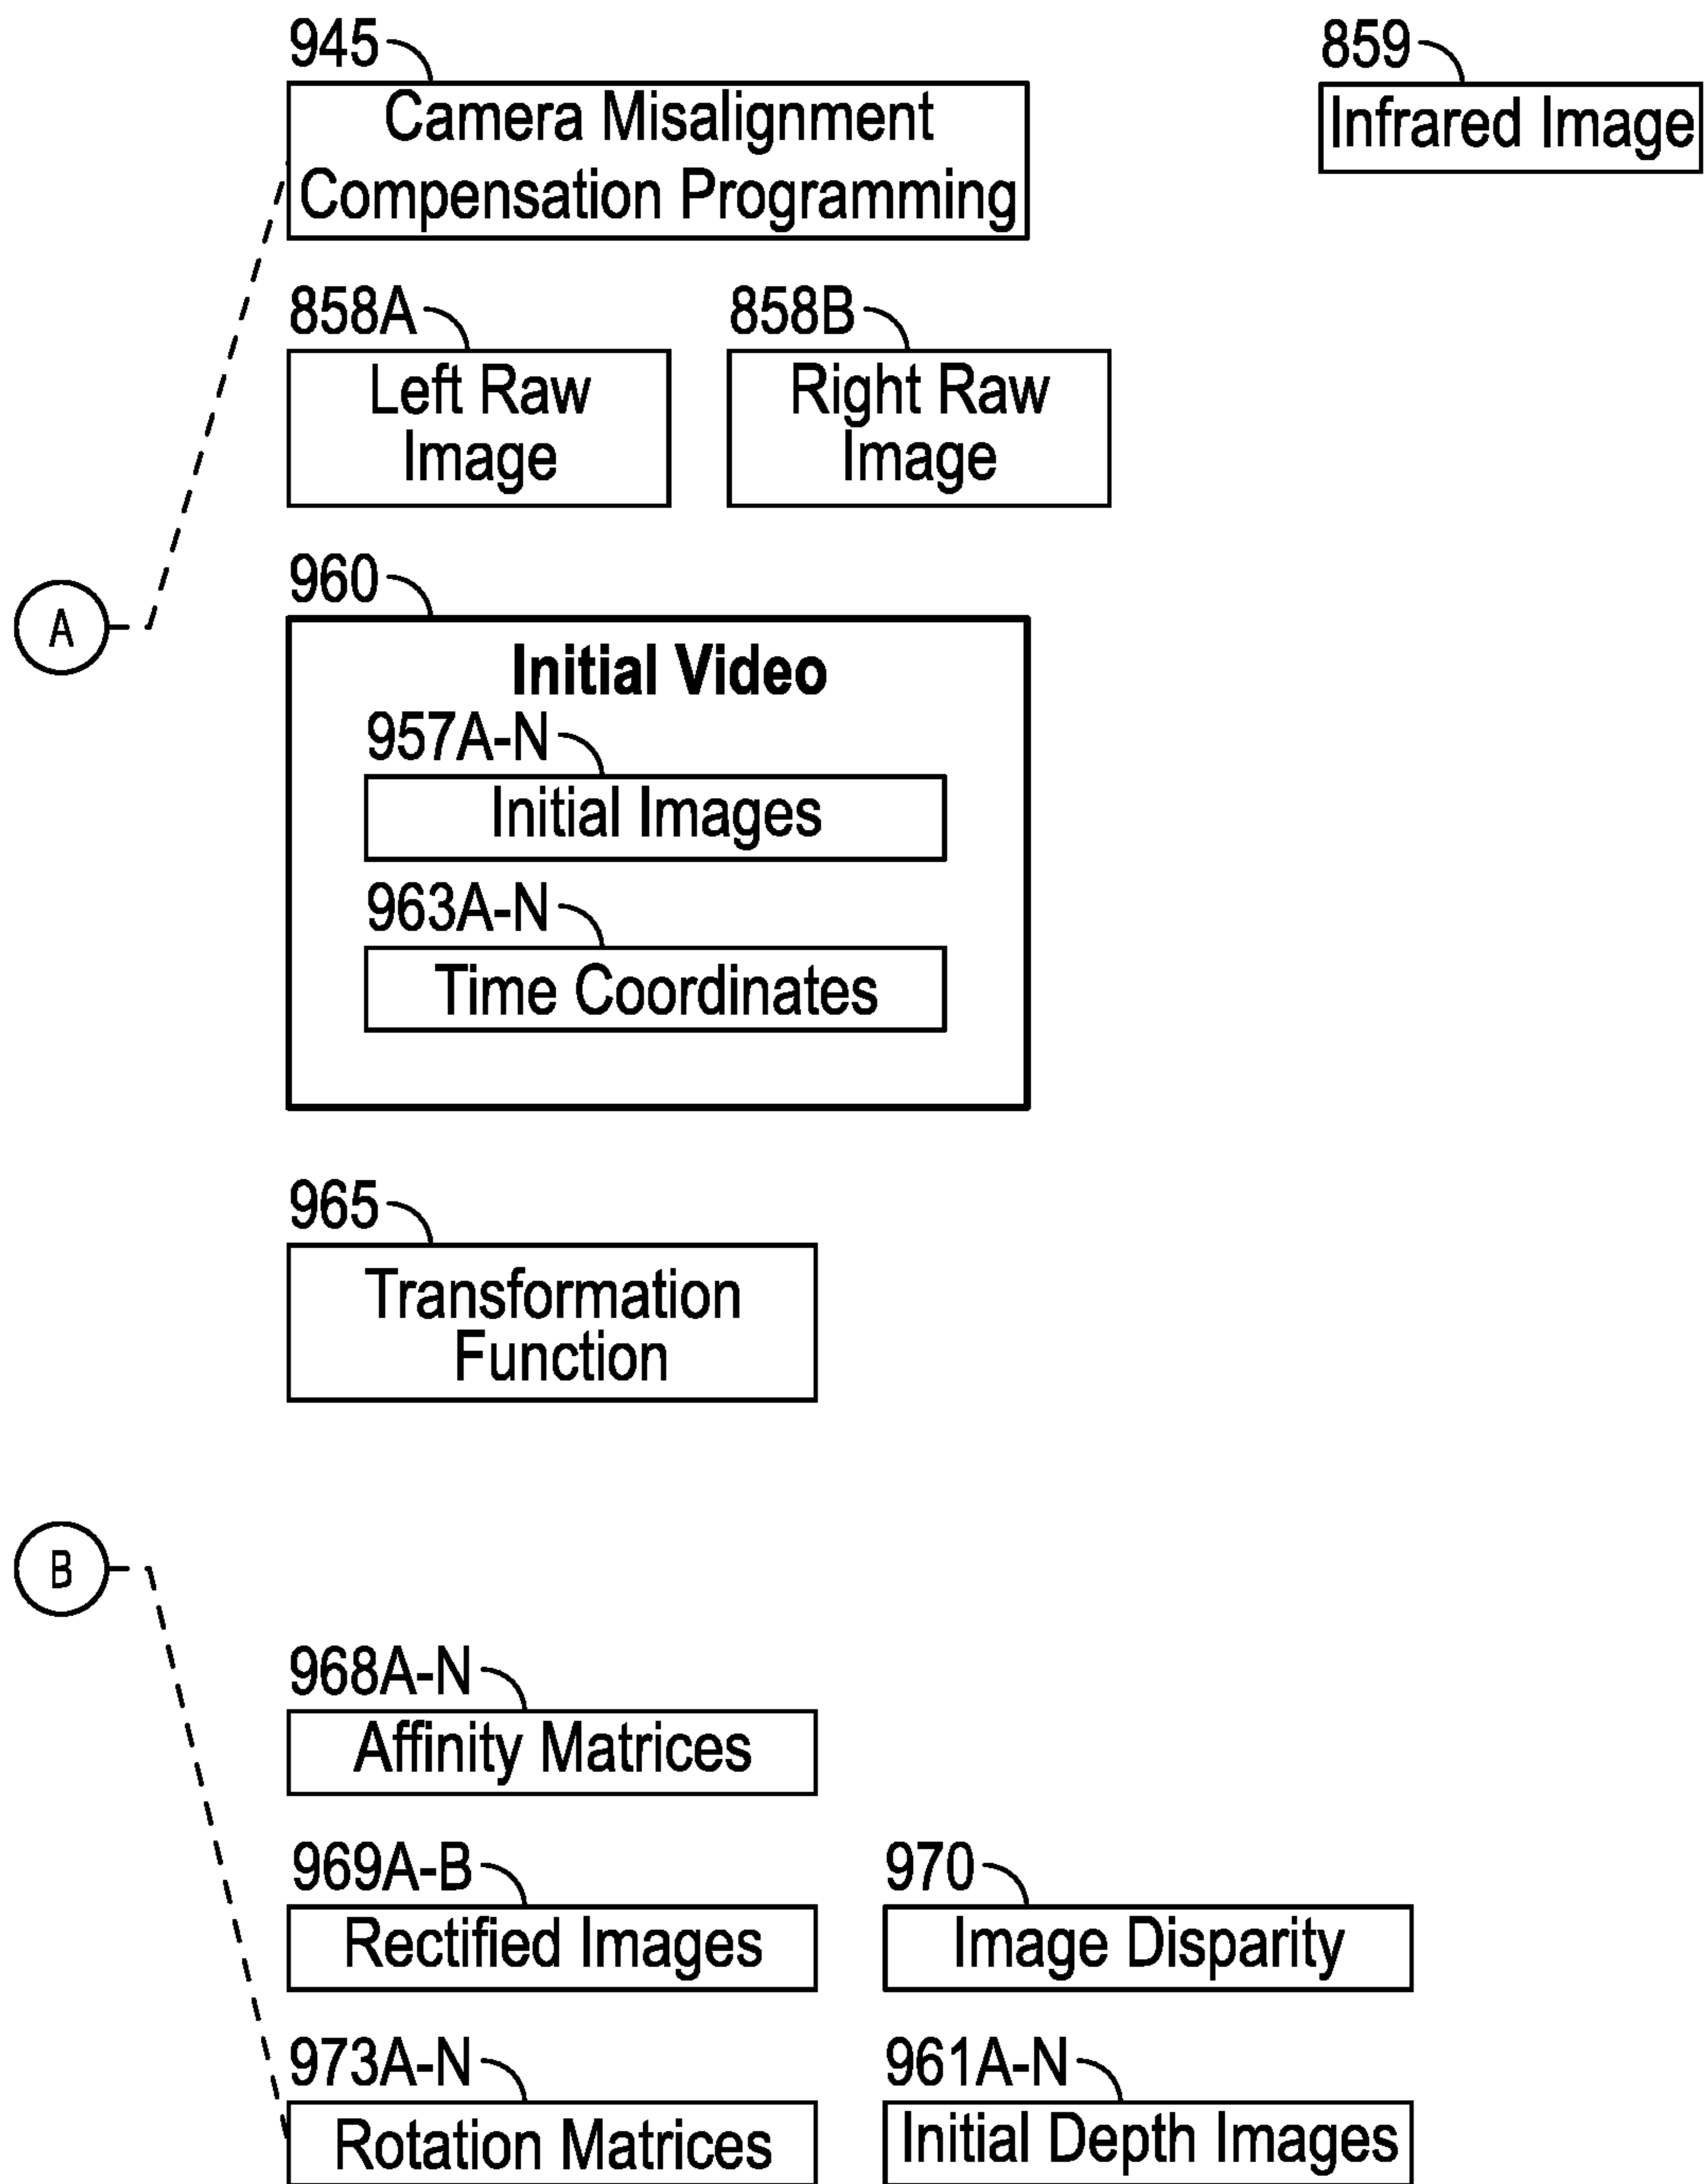 945
Camera Misalignment
Compensation Programming
859
Infrared Image
858A
Left Raw
Image
858B
Right Raw
Image
A
960
Initial Video
957A-N
Initial Images
963A-N
Time Coordinates
965
Transformation
Function
B
968A-N
Affinity Matrices
969A-B
Rectified Images
970
Image Disparity
973A-N
Rotation Matrices
961A-N
Initial Depth Images